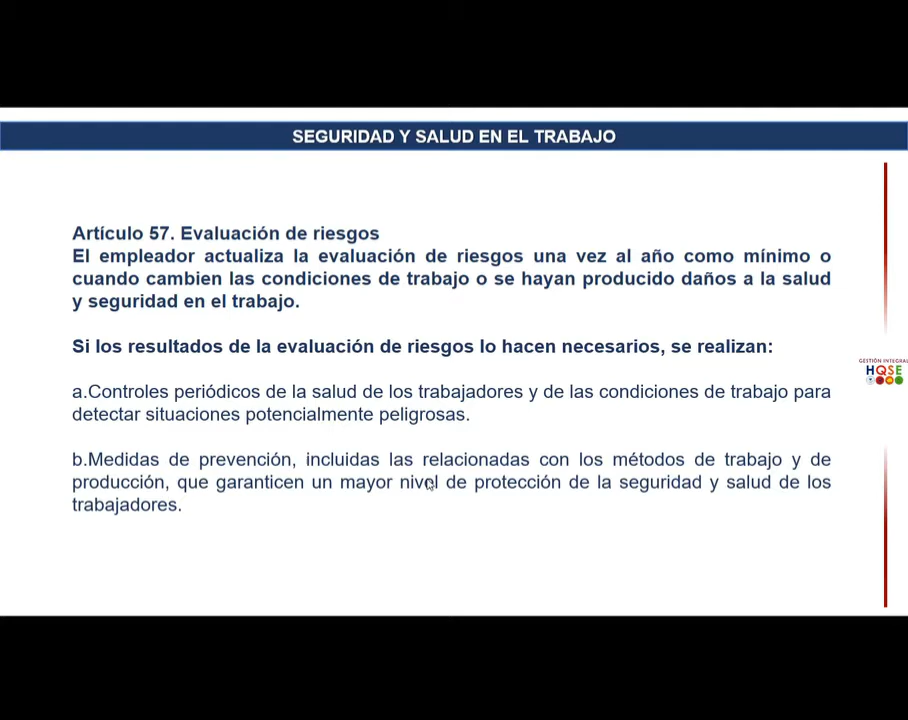 SEGURIDAD Y SALUD EN EL TRABAJO
Artículo 57. Evaluación de riesgos
El empleador actualiza la evaluación de riesgos una vez al año como mínimo o
cuando cambien las condiciones de trabajo o se hayan producido daños a la salud
y seguridad en el trabajo.
Si los resultados de la evaluación de riesgos lo hacen necesarios, se realizan:
a.Controles periódicos de la salud de los trabajadores y de las condiciones de trabajo para
detectar situaciones potencialmente peligrosas.
b.Medidas de prevención, incluidas las relacionadas con los métodos de trabajo y de
producción, que garanticen un mayor nivel de protección de la seguridad y salud de los
trabajadores.
GESTIÓN INTEGRAL
HQSE